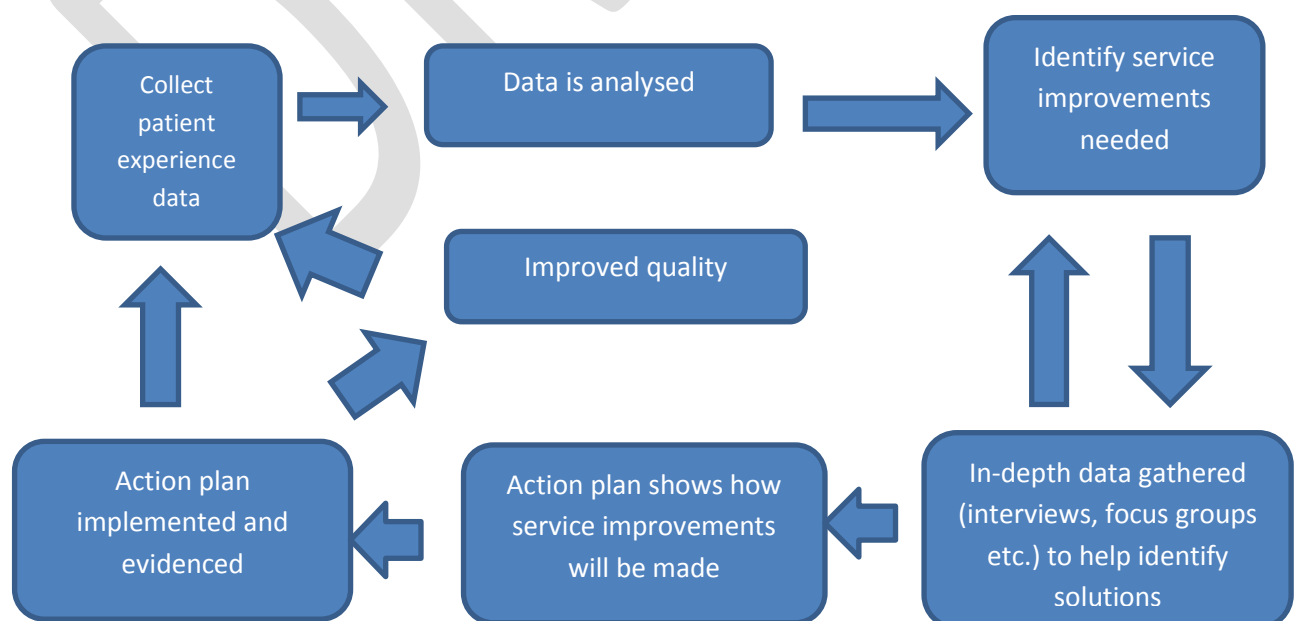 Collect
patient
experience
data
Data is analysed
Identify service
improvements
needed
Improved quality
Action plan
implemented and
evidenced
Action plan shows how
service improvements
will be made
In-depth data gathered
(interviews, focus groups
etc.) to help identify
solutions